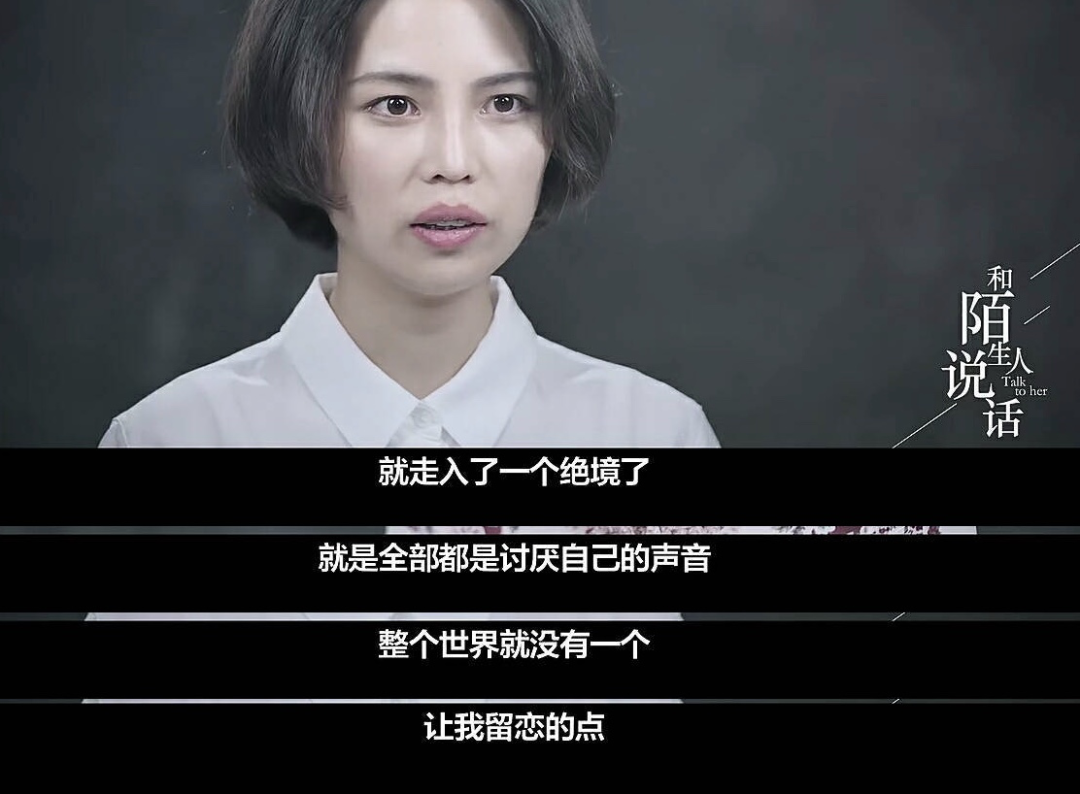 和
陌
生人
说
Talk
to her
话
就走入了一个绝境了
就是全部都是讨厌自己的声音
整个世界就没有一个
让我留恋的点